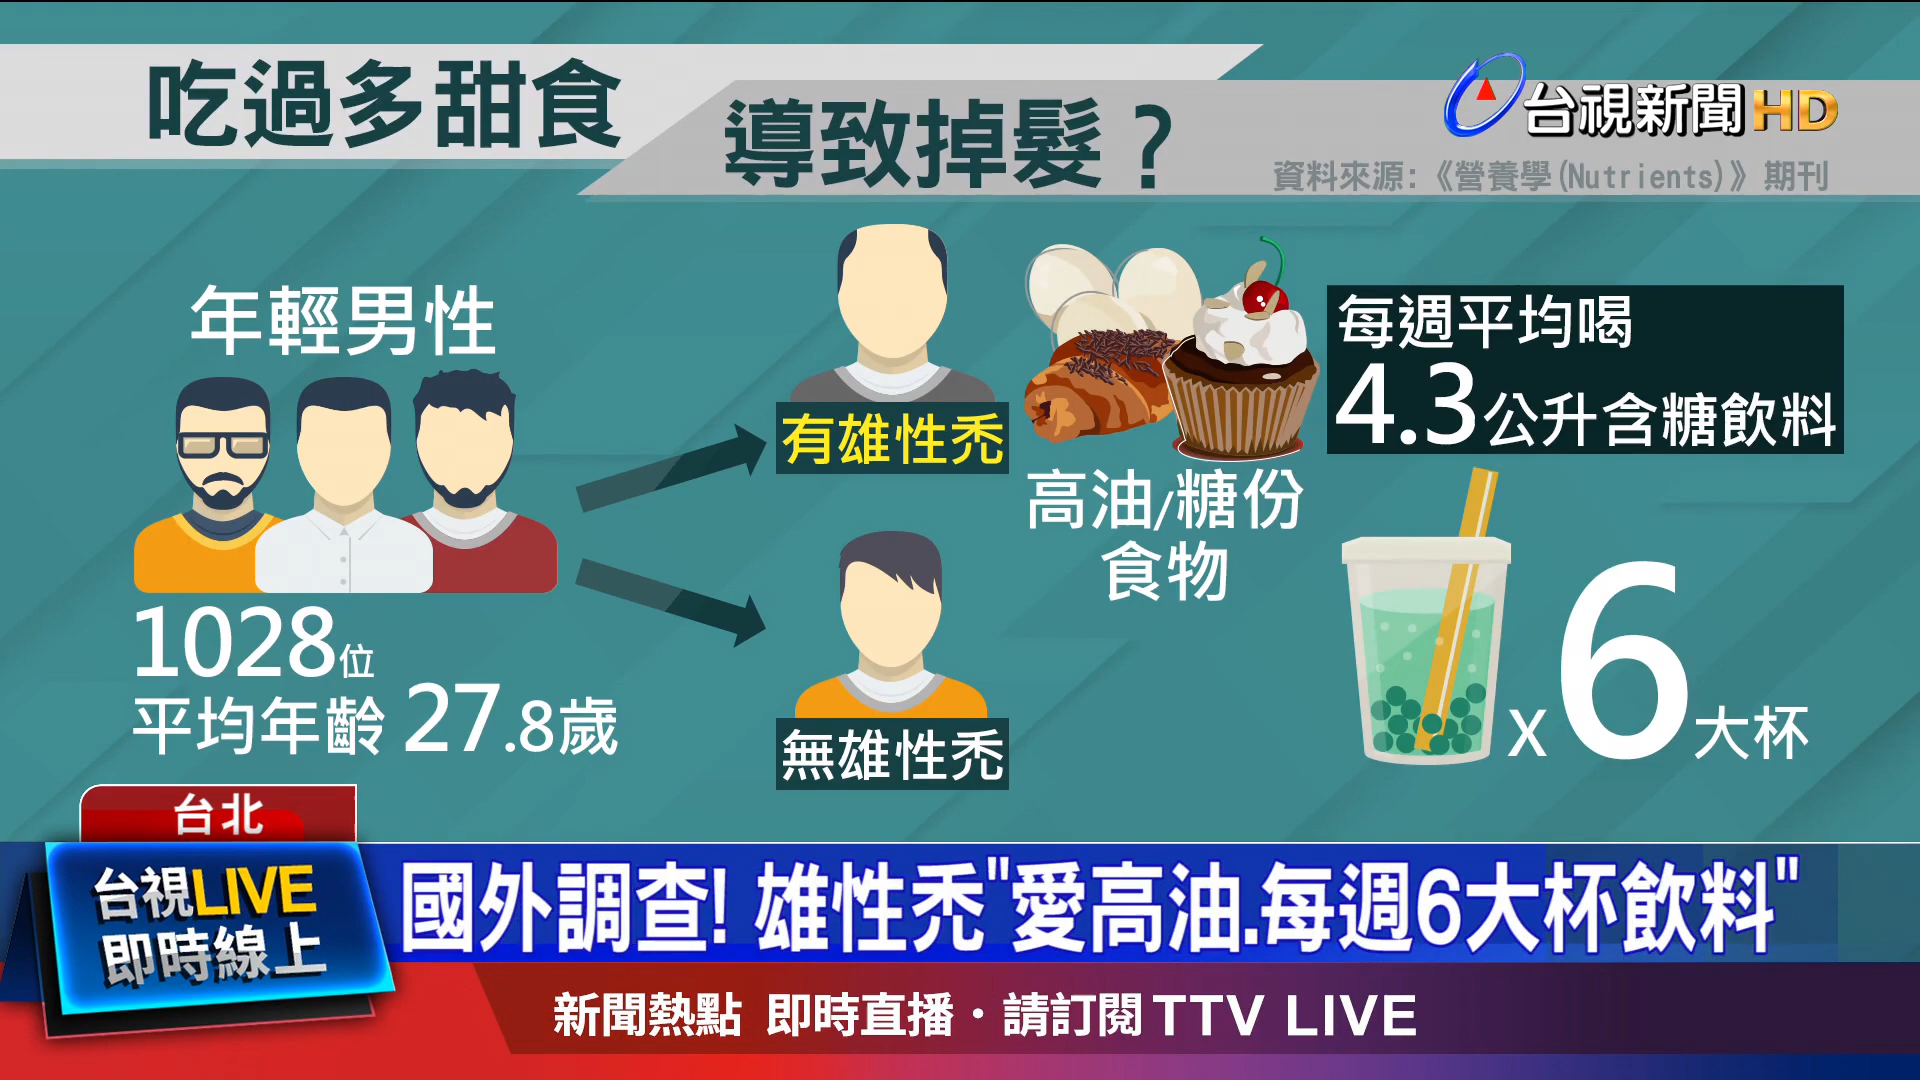 吃過多甜食
導致掉髮？
台視新聞HD
資料來源:《營養學(Nutrients)》期刊
年輕男性
1028位
平均年齡 27.8歲
有雄性禿
無雄性禿
高油/糖份
食物
每週平均喝
4.3公升含糖飲料
x6大杯
台北
台視LIVE
即時線上
國外調查! 雄性禿"愛高油.每週6大杯飲料"
新聞熱點 即時直播・請訂閱TTV LIVE